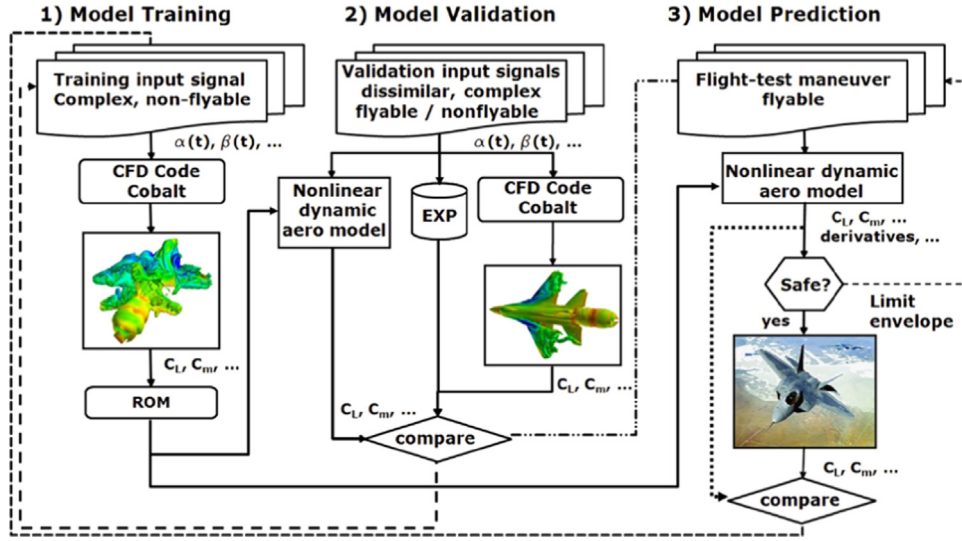 1) Model Training
Training input signal
Complex, non-flyable
α(t), β(t), ...
CFD Code
Cobalt
C_L, C_m, ...
ROM
2) Model Validation
Validation input signals
dissimilar, complex
flyable / nonflyable
α(t), β(t), ...
Nonlinear
dynamic
aero model
EXP
CFD Code
Cobalt
C_L, C_m, ...
C_L, C_m, ...
compare
3) Model Prediction
Flight-test maneuver
flyable
Nonlinear dynamic
aero model
C_L, C_m, ...
derivatives, ...
Safe?
Limit
envelope
yes
C_L, C_m, ...
compare